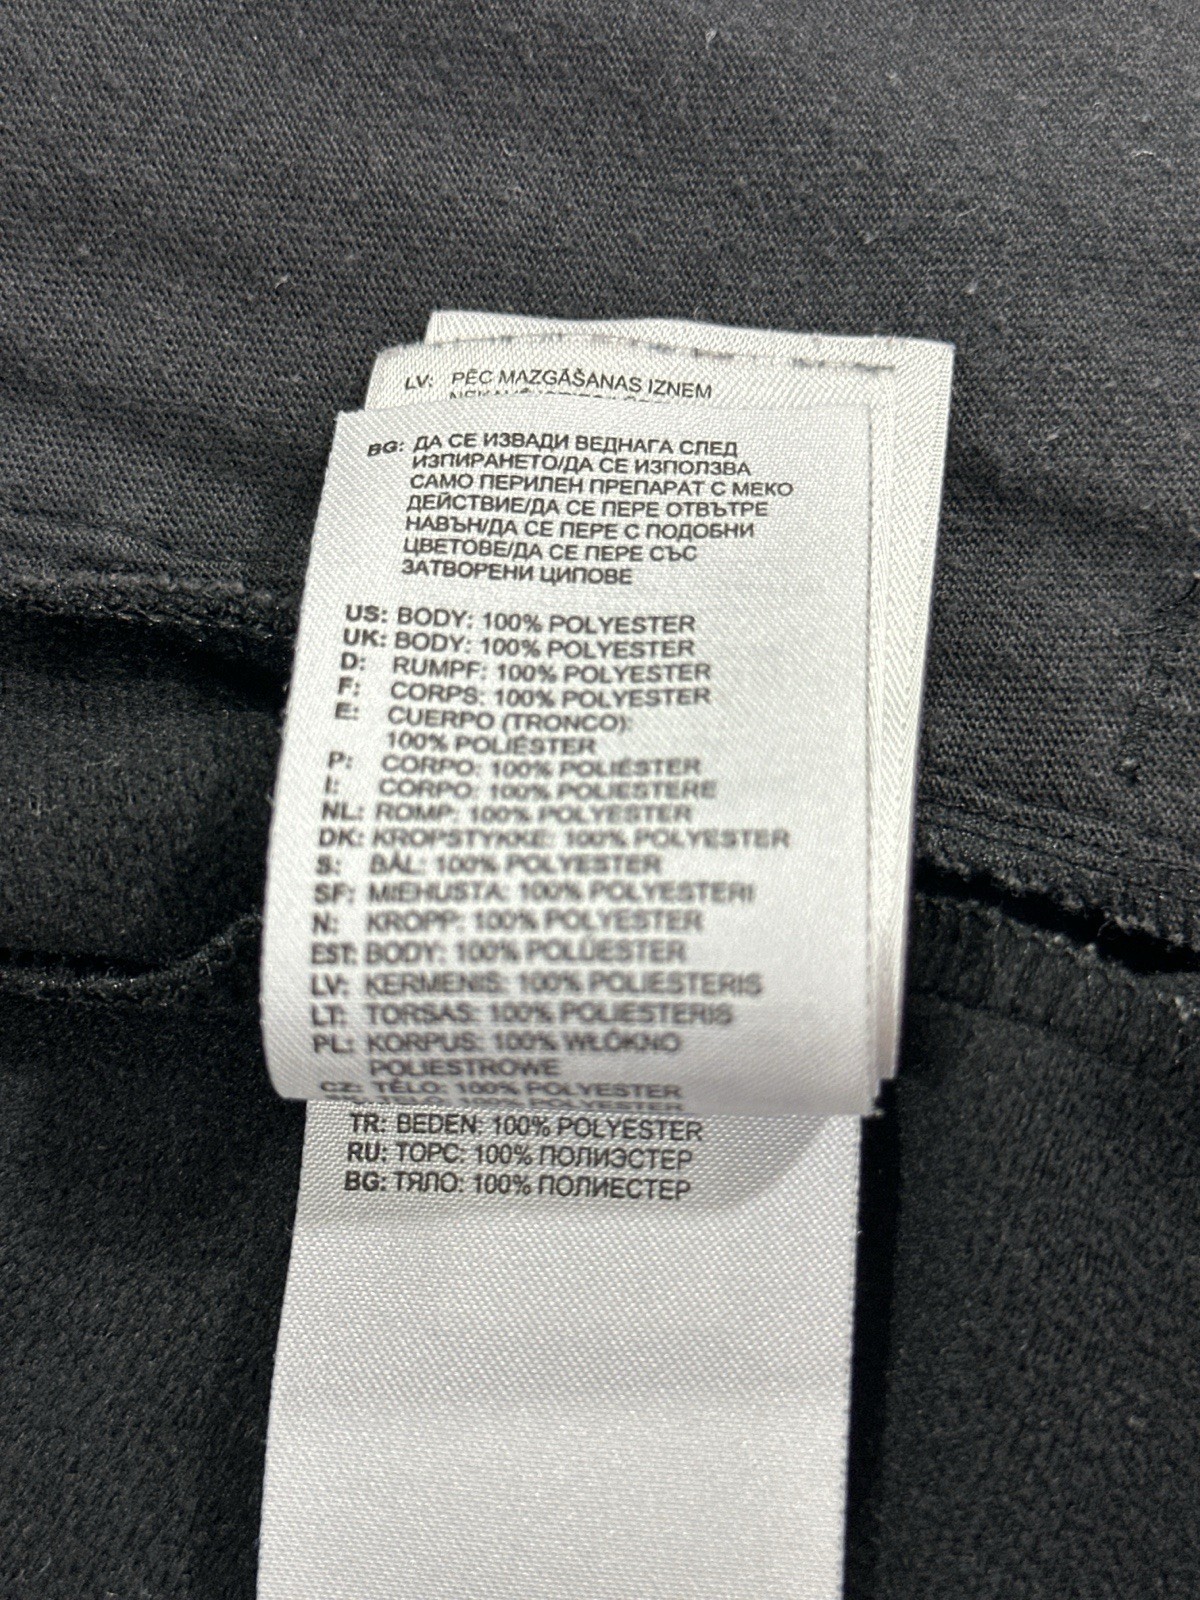 LV: PĒC MAZGĀŠANAS IZŅEM
BG: ДА СЕ ИЗВАДИ ВЕДНАГА СЛЕД
ИЗПИРАНЕТО/ДА СЕ ИЗПОЛЗВА
САМО ПЕРИЛЕН ПРЕПАРАТ С МЕКО
ДЕЙСТВИЕ/ДА СЕ ПЕРЕ ОТВЪТРЕ
НАВЪН/ДА СЕ ПЕРЕ С ПОДОБНИ
ЦВЕТОВЕ/ДА СЕ ПЕРЕ СЪС
ЗАТВОРЕНИ ЦИПОВЕ
US: BODY: 100% POLYESTER
UK: BODY: 100% POLYESTER
D: RUMPF: 100% POLYESTER
F: CORPS: 100% POLYESTER
E: CUERPO (TRONCO):
100% POLIÉSTER
P: CORPO: 100% POLIÉSTER
I: CORPO: 100% POLIESTERE
NL: ROMP: 100% POLYESTER
DK: KROPSTYKKE: 100% POLYESTER
S: BÅL: 100% POLYESTER
SF: MIEHUSTA: 100% POLYESTERI
N: KROPP: 100% POLYESTER
EST: BODY: 100% POLÜESTER
LV: KERMENIS: 100% POLIESTERIS
LT: TORSAS: 100% POLIESTERIS
PL: KORPUS: 100% WŁÓKNO
POLIESTROWE
CZ: TĚLO: 100% POLYESTER
TR: BEDEN: 100% POLYESTER
RU: ТОРС: 100% ПОЛИЭСТЕР
BG: ТЯЛО: 100% ПОЛИЕСТЕР